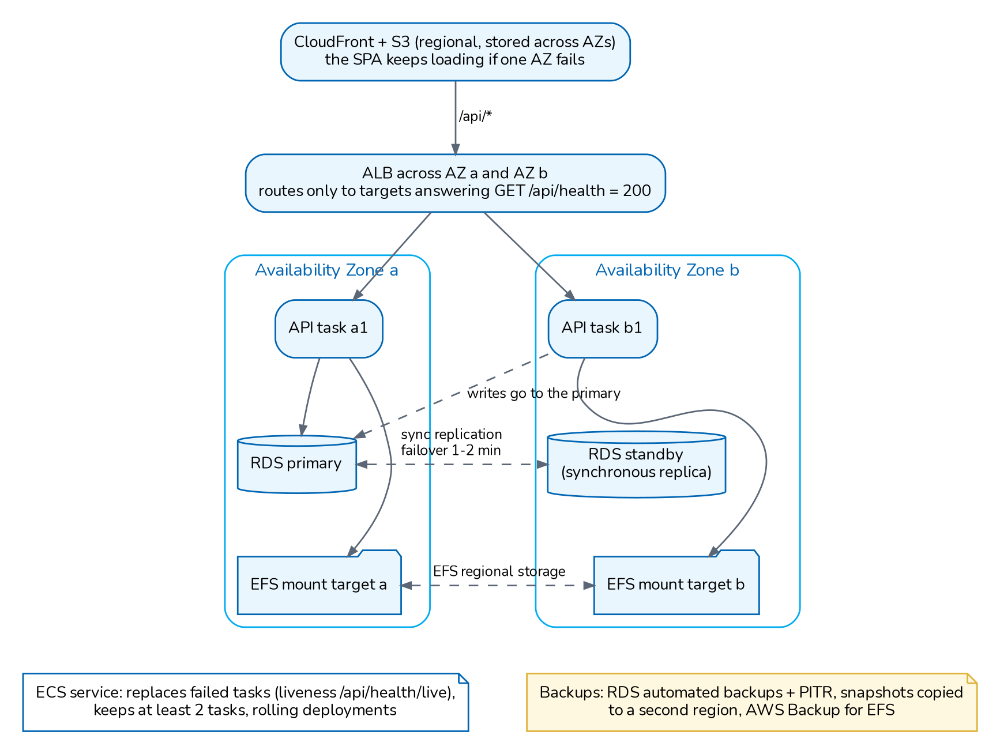 CloudFront + S3 (regional, stored across AZs)
the SPA keeps loading if one AZ fails
/api/*
ALB across AZ a and AZ b
routes only to targets answering GET /api/health = 200
Availability Zone a
Availability Zone b
API task a1
API task b1
writes go to the primary
sync replication
failover 1-2 min
RDS primary
RDS standby
(synchronous replica)
EFS regional storage
EFS mount target a
EFS mount target b
ECS service: replaces failed tasks (liveness /api/health/live),
keeps at least 2 tasks, rolling deployments
Backups: RDS automated backups + PITR, snapshots copied
to a second region, AWS Backup for EFS